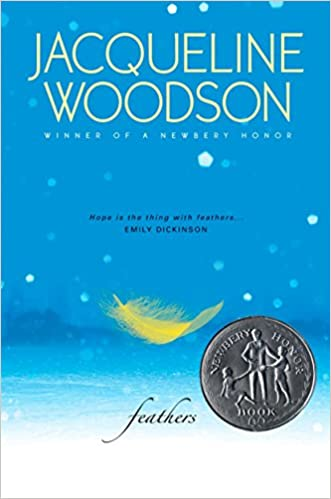 JACQUELINE
WOODSON
WINNER OF A NEWBERY HONOR
Hope is the thing with feathers...
EMILY DICKINSON
NEWBERY HONOR
BOOK
feathers